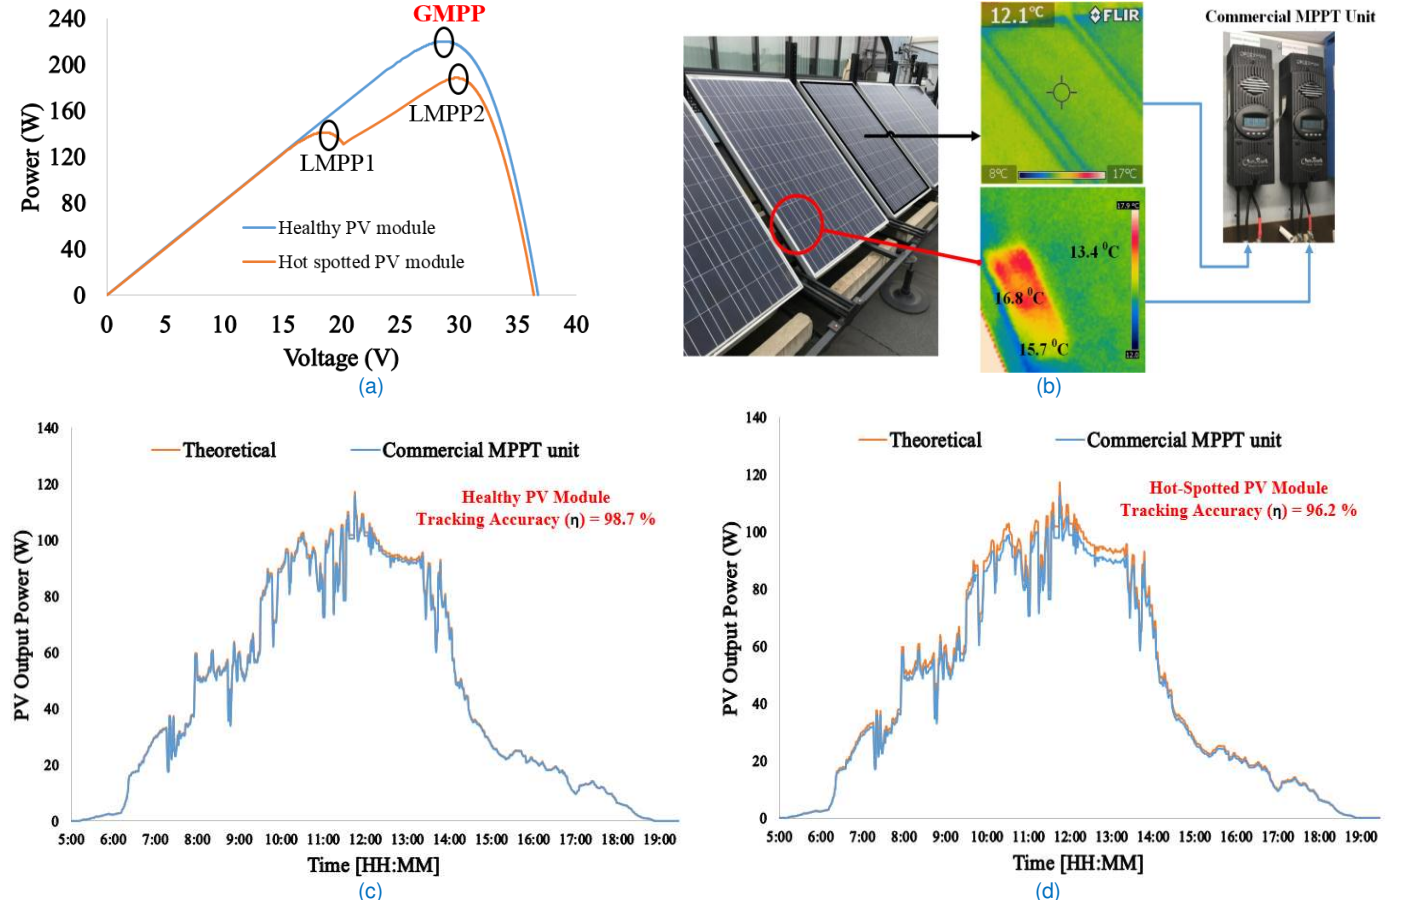 240
200
160
120
80
40
0
Power (W)
GMPP
LMPP2
LMPP1
Healthy PV module
Hot spotted PV module
0 5 10 15 20 25 30 35 40
Voltage (V)
(a)
12.1°C
FLIR
8°C
17°C
17.9 °C
13.4 ⁰C
16.8 ⁰C
15.7 ⁰C
Commercial MPPT Unit
(b)
140
120
100
80
60
40
20
0
PV Output Power (W)
Theoretical
Commercial MPPT unit
Healthy PV Module
Tracking Accuracy (η) = 98.7 %
5:00 6:00 7:00 8:00 9:00 10:00 11:00 12:00 13:00 14:00 15:00 16:00 17:00 18:00 19:00
Time [HH:MM]
(c)
140
120
100
80
60
40
20
0
PV Output Power (W)
Theoretical
Commercial MPPT unit
Hot-Spotted PV Module
Tracking Accuracy (η) = 96.2 %
5:00 6:00 7:00 8:00 9:00 10:00 11:00 12:00 13:00 14:00 15:00 16:00 17:00 18:00 19:00
Time [HH:MM]
(d)